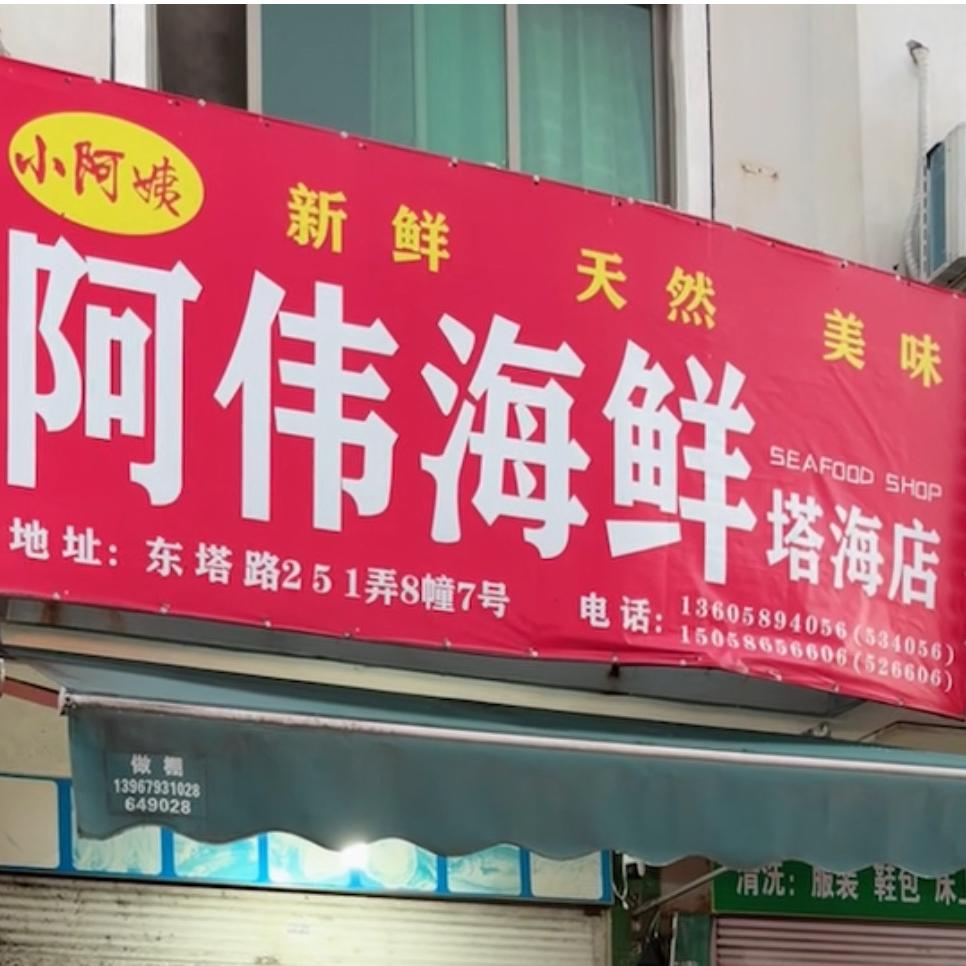 小阿姨
新鲜 天然 美味
阿伟海鲜
SEAFOOD SHOP
塔海店
地址：东塔路251弄8幢7号
电话：13605894056(534056)
15058656606(526606)
做棚
13967931028
649028
清洗：服装 鞋包 床上